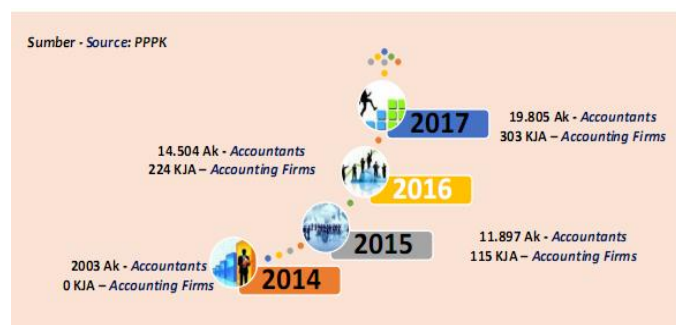 Sumber - Source: PPPK
2017
19.805 Ak - Accountants
303 KJA – Accounting Firms
14.504 Ak - Accountants
224 KJA – Accounting Firms
2016
2015
11.897 Ak - Accountants
115 KJA – Accounting Firms
2003 Ak - Accountants
0 KJA – Accounting Firms
2014